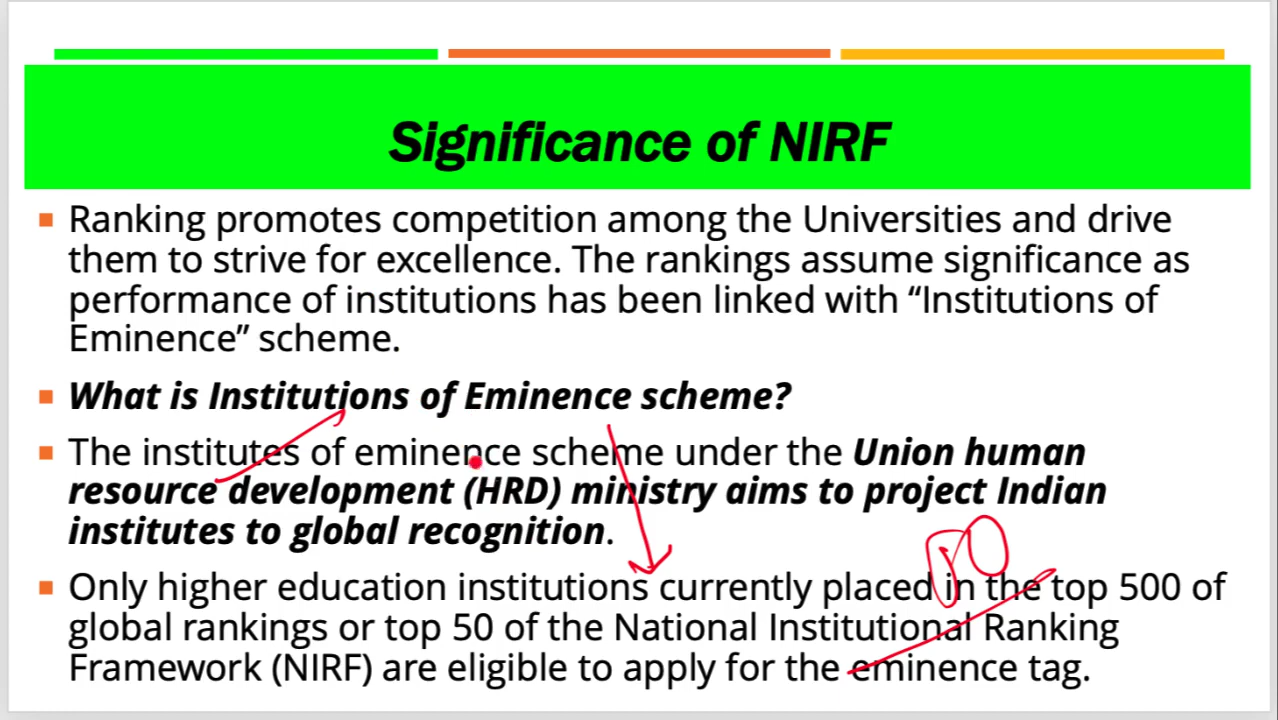 Significance of NIRF
Ranking promotes competition among the Universities and drive
them to strive for excellence. The rankings assume significance as
performance of institutions has been linked with “Institutions of
Eminence” scheme.
What is Institutions of Eminence scheme?
The institutes of eminence scheme under the Union human
resource development (HRD) ministry aims to project Indian
institutes to global recognition.
Only higher education institutions currently placed in the top 500 of
global rankings or top 50 of the National Institutional Ranking
Framework (NIRF) are eligible to apply for the eminence tag.